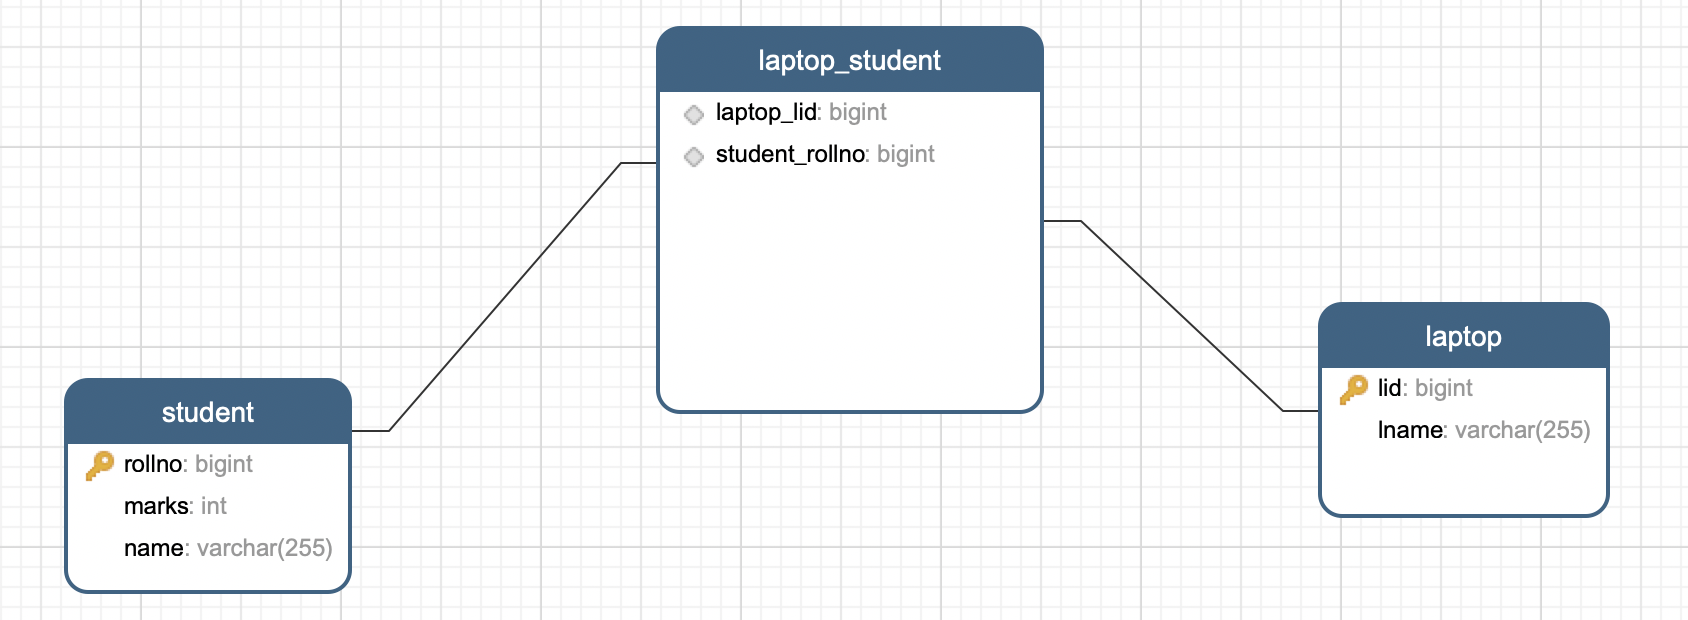 laptop_student
laptop_lid: bigint
student_rollno: bigint
student
rollno: bigint
marks: int
name: varchar(255)
laptop
lid: bigint
lname: varchar(255)